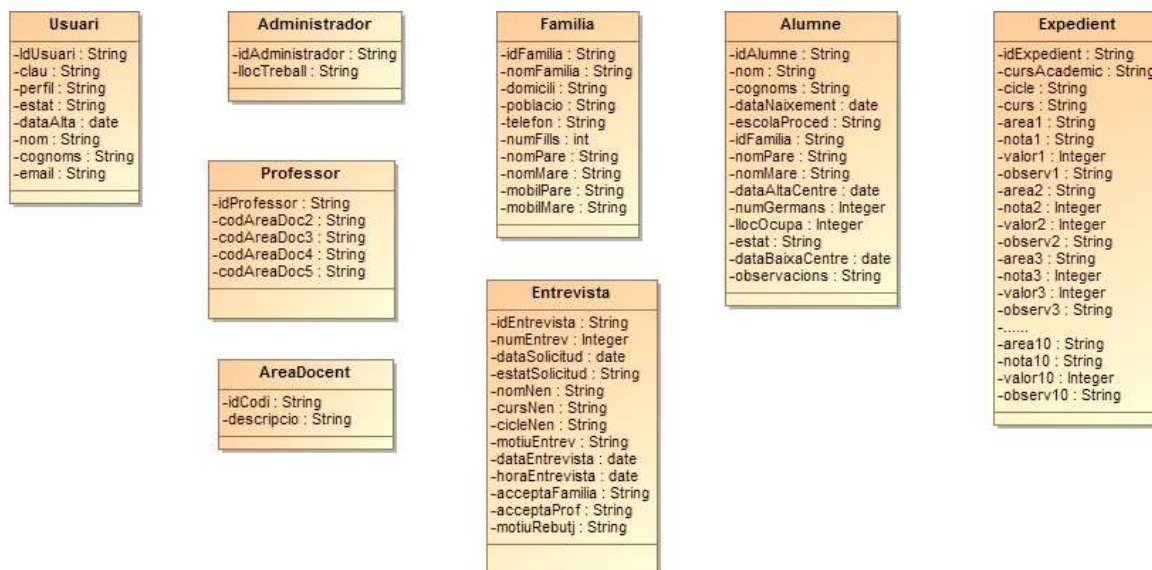 Usuari
-IdUsuari : String
-clau : String
-perfil : String
-estat : String
-dataAlta : date
-nom : String
-cognoms : String
-email : String
Administrador
-idAdministrador : String
-llocTreball : String
Professor
-idProfessor : String
-codAreaDoc2 : String
-codAreaDoc3 : String
-codAreaDoc4 : String
-codAreaDoc5 : String
AreaDocent
-idCodi : String
-descripcio : String
Familia
-idFamilia : String
-nomFamilia : String
-domicili : String
-poblacio : String
-telefon : String
-numFills : int
-nomPare : String
-nomMare : String
-mobilPare : String
-mobilMare : String
Entrevista
-idEntrevista : String
-numEntrev : Integer
-dataSolicitud : date
-estatSolicitud : String
-nomNen : String
-cursNen : String
-cicleNen : String
-motiuEntrev : String
-dataEntrevista : date
-horaEntrevista : date
-acceptaFamilia : String
-acceptaProf : String
-motiuRebutj : String
Alumne
-idAlumne : String
-nom : String
-cognoms : String
-dataNaixement : date
-escolaProced : String
-idFamilia : String
-nomPare : String
-nomMare : String
-dataAltaCentre : date
-numGermans : Integer
-llocOcupa : Integer
-estat : String
-dataBaixaCentre : date
-observacions : String
Expedient
-idExpedient : String
-cursAcademic : String
-cicle : String
-curs : String
-area1 : String
-nota1 : String
-valor1 : Integer
-observ1 : String
-area2 : String
-nota2 : Integer
-valor2 : Integer
-observ2 : String
-area3 : String
-nota3 : Integer
-valor3 : Integer
-observ3 : String
-......
-area10 : String
-nota10 : String
-valor10 : Integer
-observ10 : String